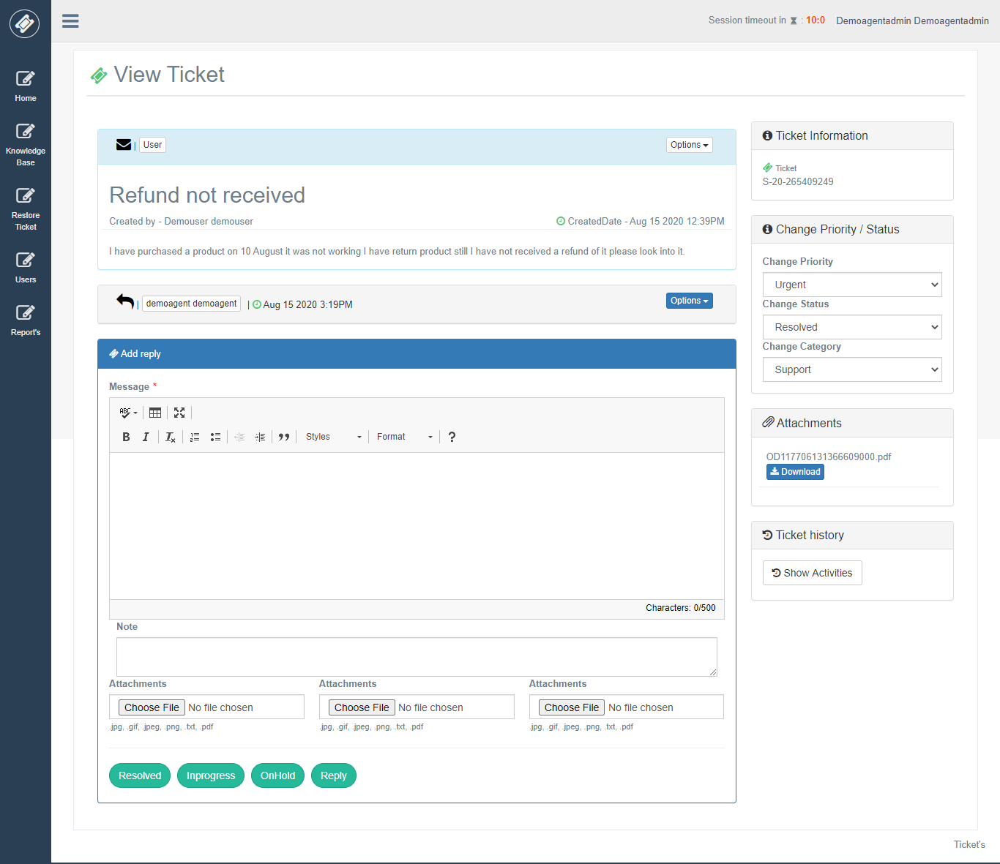 Session timeout in : 10:0 Demoagentadmin Demoagentadmin
Home
Knowledge
Base
Restore
Ticket
Users
Report's
View Ticket
| User
Options
Refund not received
Created by - Demouser demouser
CreatedDate - Aug 15 2020 12:39PM
I have purchased a product on 10 August it was not working I have return product still I have not received a refund of it please look into it.
| demoagent demoagent | Aug 15 2020 3:19PM
Options
Add reply
Message *
ABC
B I Tx Styles Format ?
Characters: 0/500
Note
Attachments Attachments Attachments
Choose File No file chosen Choose File No file chosen Choose File No file chosen
.jpg, .gif, .jpeg, .png, .txt, .pdf .jpg, .gif, .jpeg, .png, .txt, .pdf .jpg, .gif, .jpeg, .png, .txt, .pdf
Resolved Inprogress OnHold Reply
Ticket Information
Ticket
S-20-265409249
Change Priority / Status
Change Priority
Urgent
Change Status
Resolved
Change Category
Support
Attachments
OD117706131366609000.pdf
Download
Ticket history
Show Activities
Ticket's